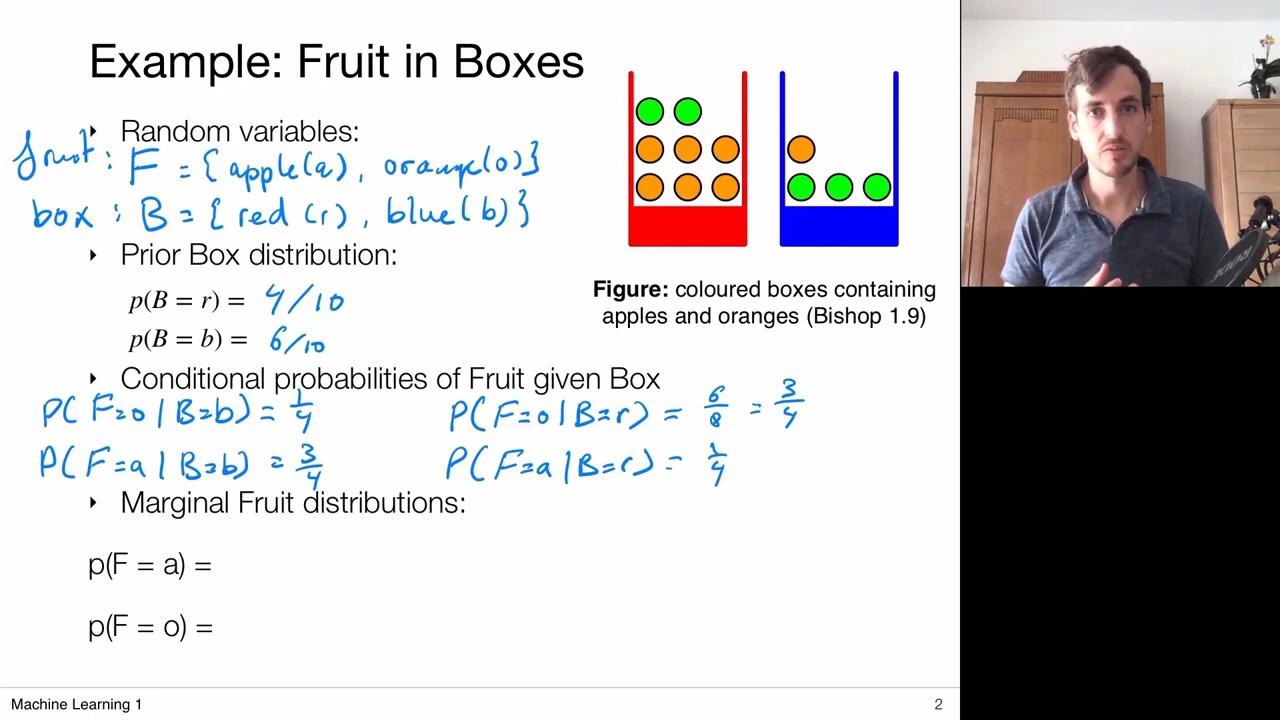 Example: Fruit in Boxes
‣ Random variables:
fruit : F = { apple(a), orange(o)}
box : B = { red (r), blue(b) }
‣ Prior Box distribution:
p(B = r) = 4/10
p(B = b) = 6/10
‣ Conditional probabilities of Fruit given Box
P( F=o | B=b) = 1/4 P( F=o | B=r) = 6/8 = 3/4
P( F=a | B=b) = 3/4 P( F=a | B=r) = 1/4
‣ Marginal Fruit distributions:
p(F = a) =
p(F = o) =
Figure: coloured boxes containing
apples and oranges (Bishop 1.9)
RODE
Machine Learning 1 2